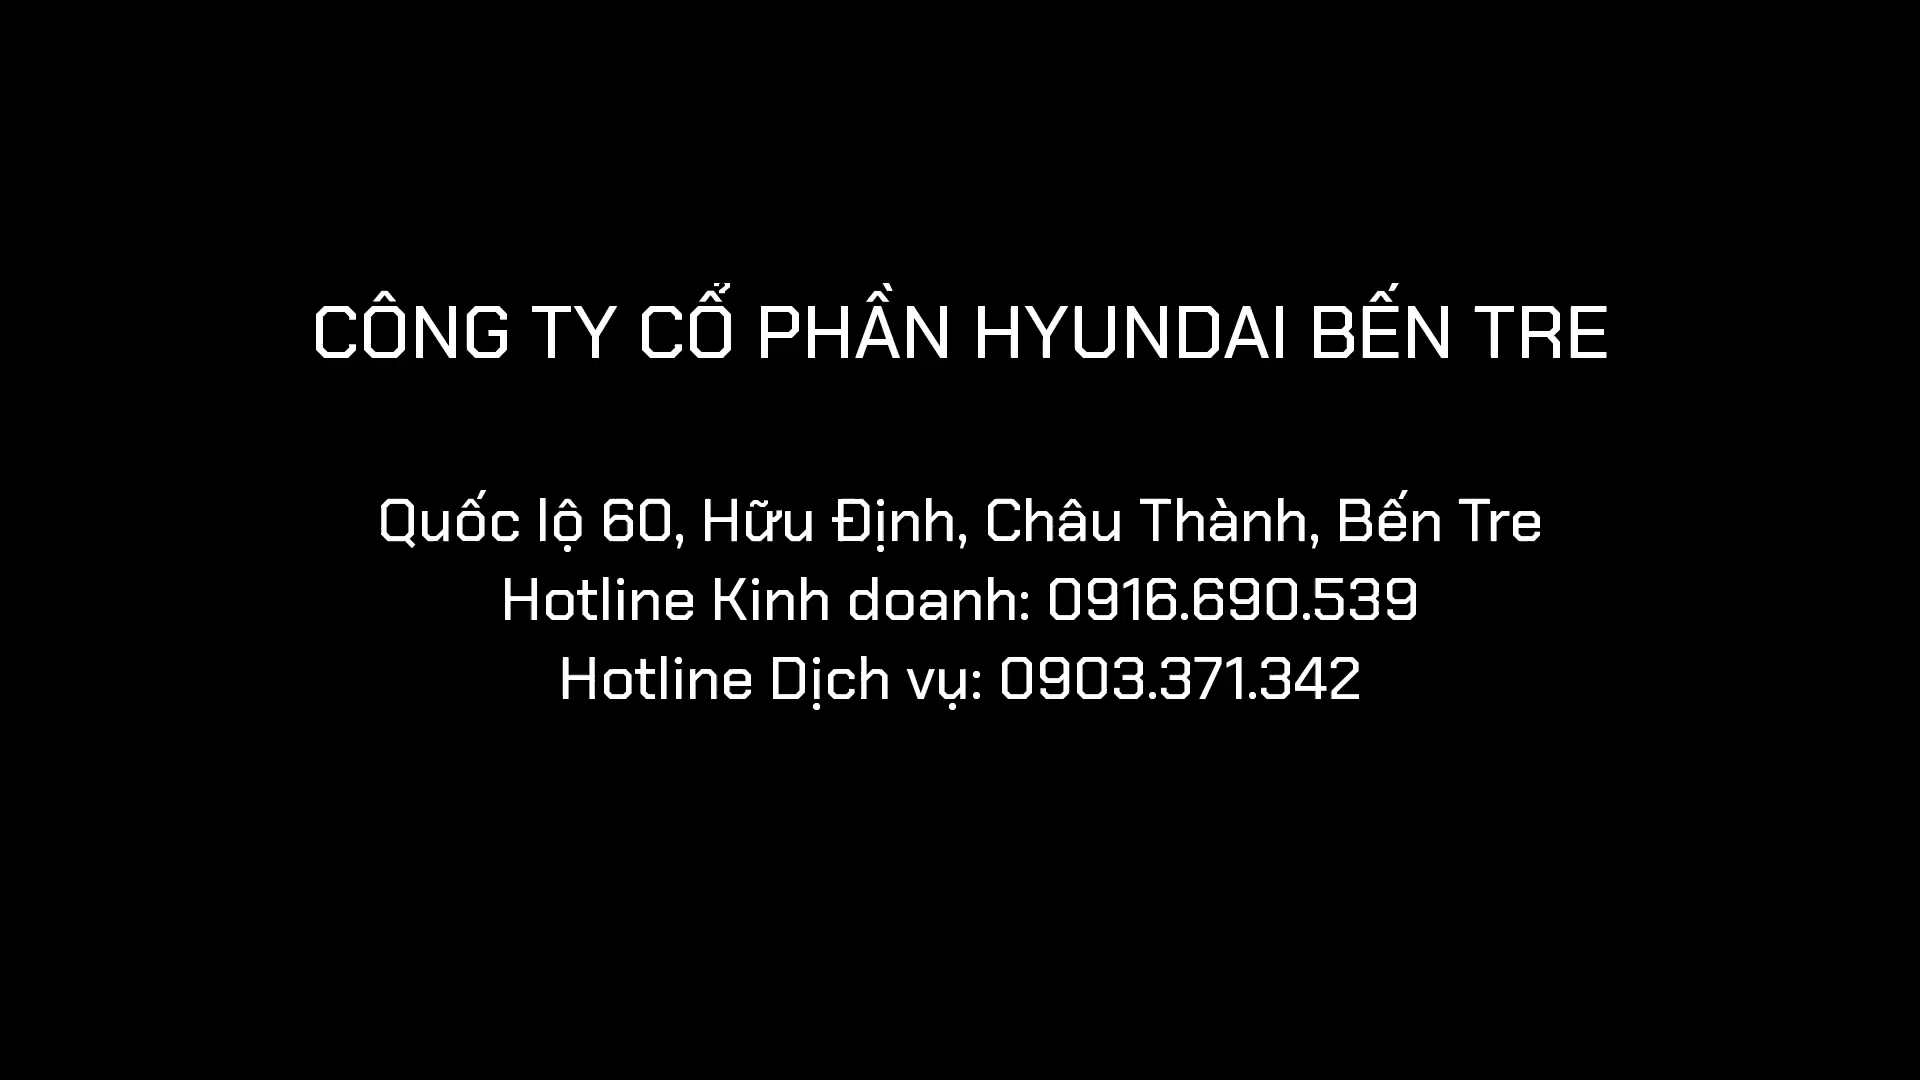 CÔNG TY CỔ PHẦN HYUNDAI BẾN TRE
Quốc lộ 60, Hữu Định, Châu Thành, Bến Tre
Hotline Kinh doanh: 0916.690.539
Hotline Dịch vụ: 0903.371.342